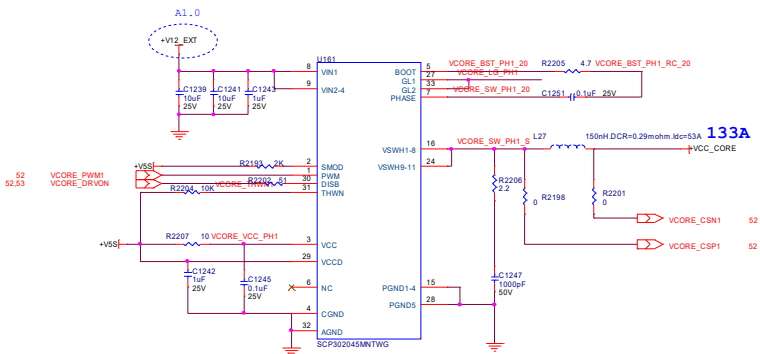 A1.0
+V12_EXT
U161
8 VIN1
9 VIN2-4
C1239
10uF
25V
C1241
10uF
25V
C1243
1uF
25V
BOOT 5 VCORE_BST_PH1_20 R2205 4.7 VCORE_BST_PH1_RC_20
GL1 27 VCORE_LG_PH1
GL2 33
PHASE 7 VCORE_SW_PH1_20 C1251 0.1uF 25V
VSWH1-8 16 VCORE_SW_PH1_S L27 150nH.DCR=0.29mohm.Idc=53A 133A
+VCC_CORE
VSWH9-11 24
+V5S R2193 2K 2 SMOD
52 VCORE_PWM1 1 PWM
52,53 VCORE_DRVON R2202 51 30 DISB
R2204 10K VCORE_THWN 31 THWN
R2206
2.2
R2198
0
R2201
0
VCORE_CSN1 52
VCORE_CSP1 52
+V5S R2207 10 VCORE_VCC_PH1 3 VCC
29 VCCD
C1242
1uF
25V
C1245
0.1uF
25V
6 NC
4 CGND
32 AGND
PGND1-4 15
PGND5 28
C1247
1000pF
50V
SCP302045MNTWG